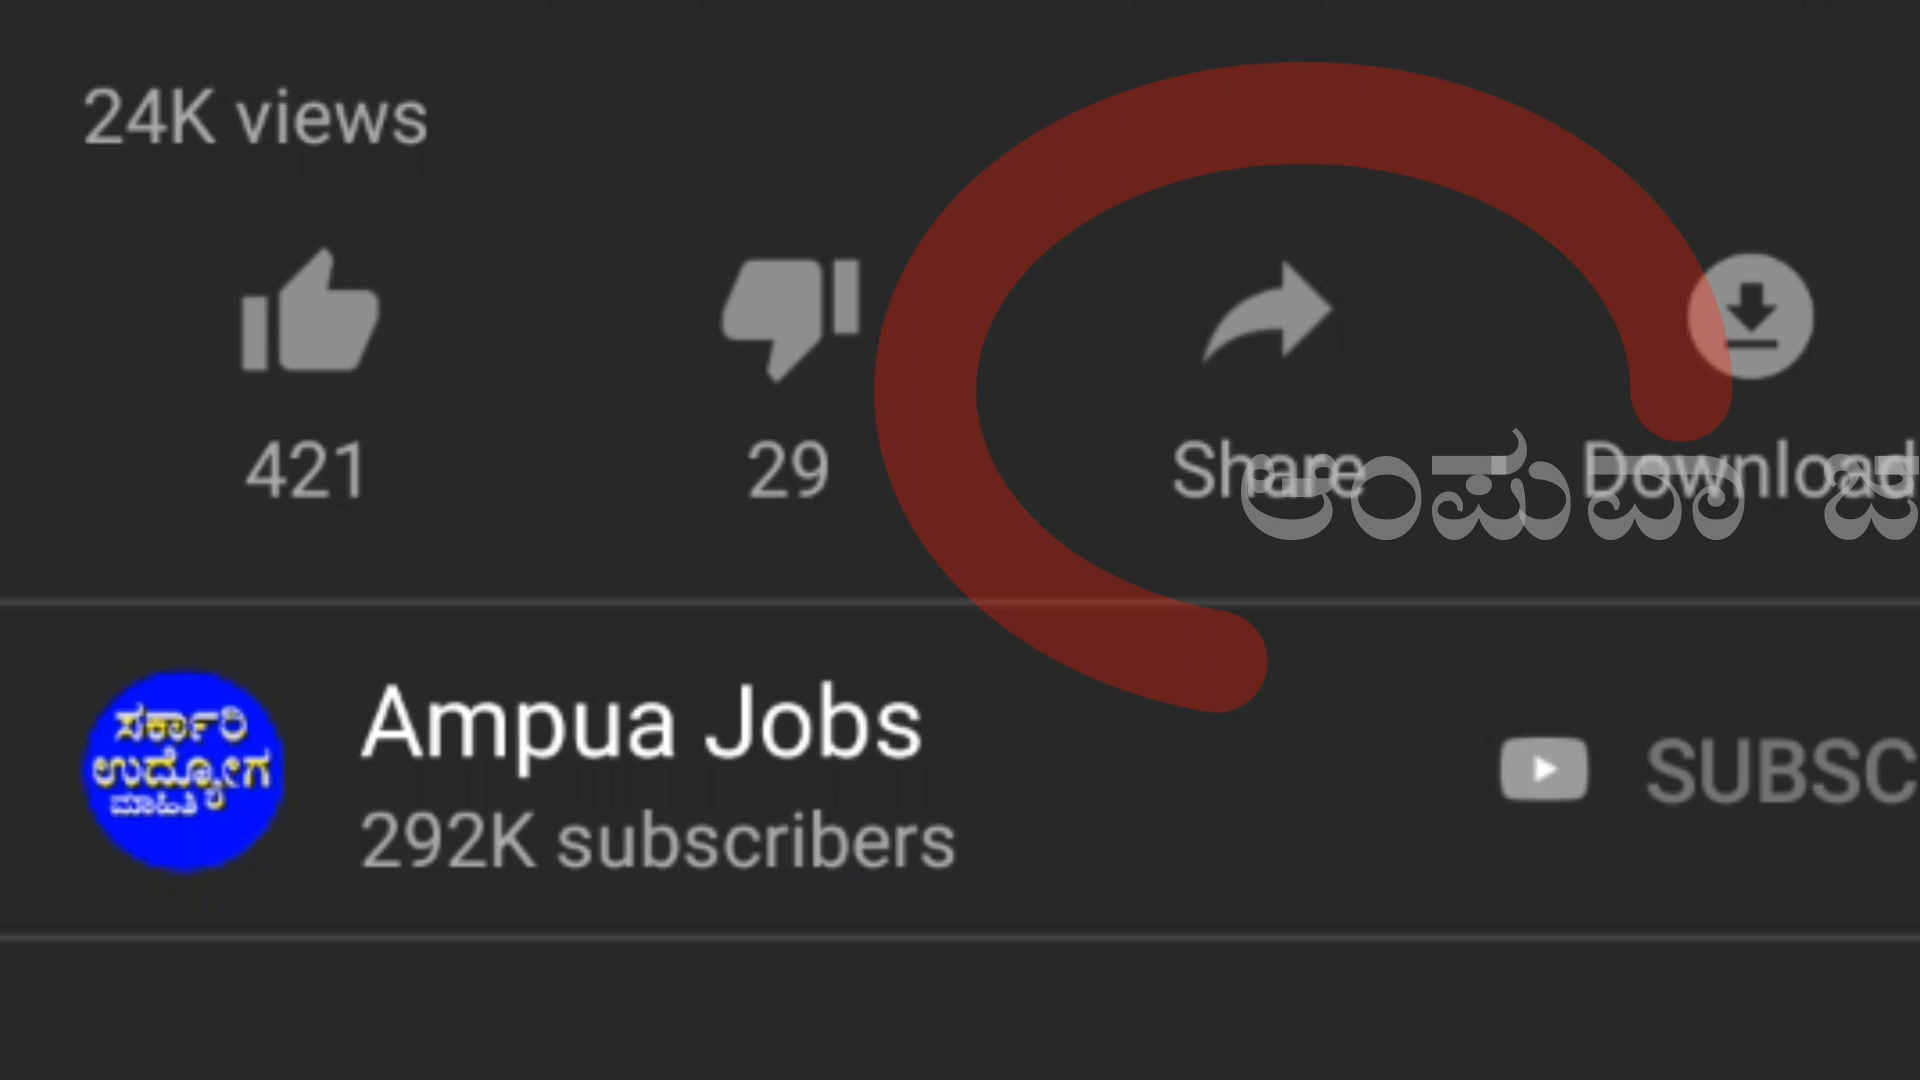 24K views
421
29
Share
Download
ಆಂಪುವಾ ಜ
ಸರ್ಕಾರಿ
ಉದ್ಯೋಗ
ಮಾಹಿತಿ
Ampua Jobs
292K subscribers
SUBSC